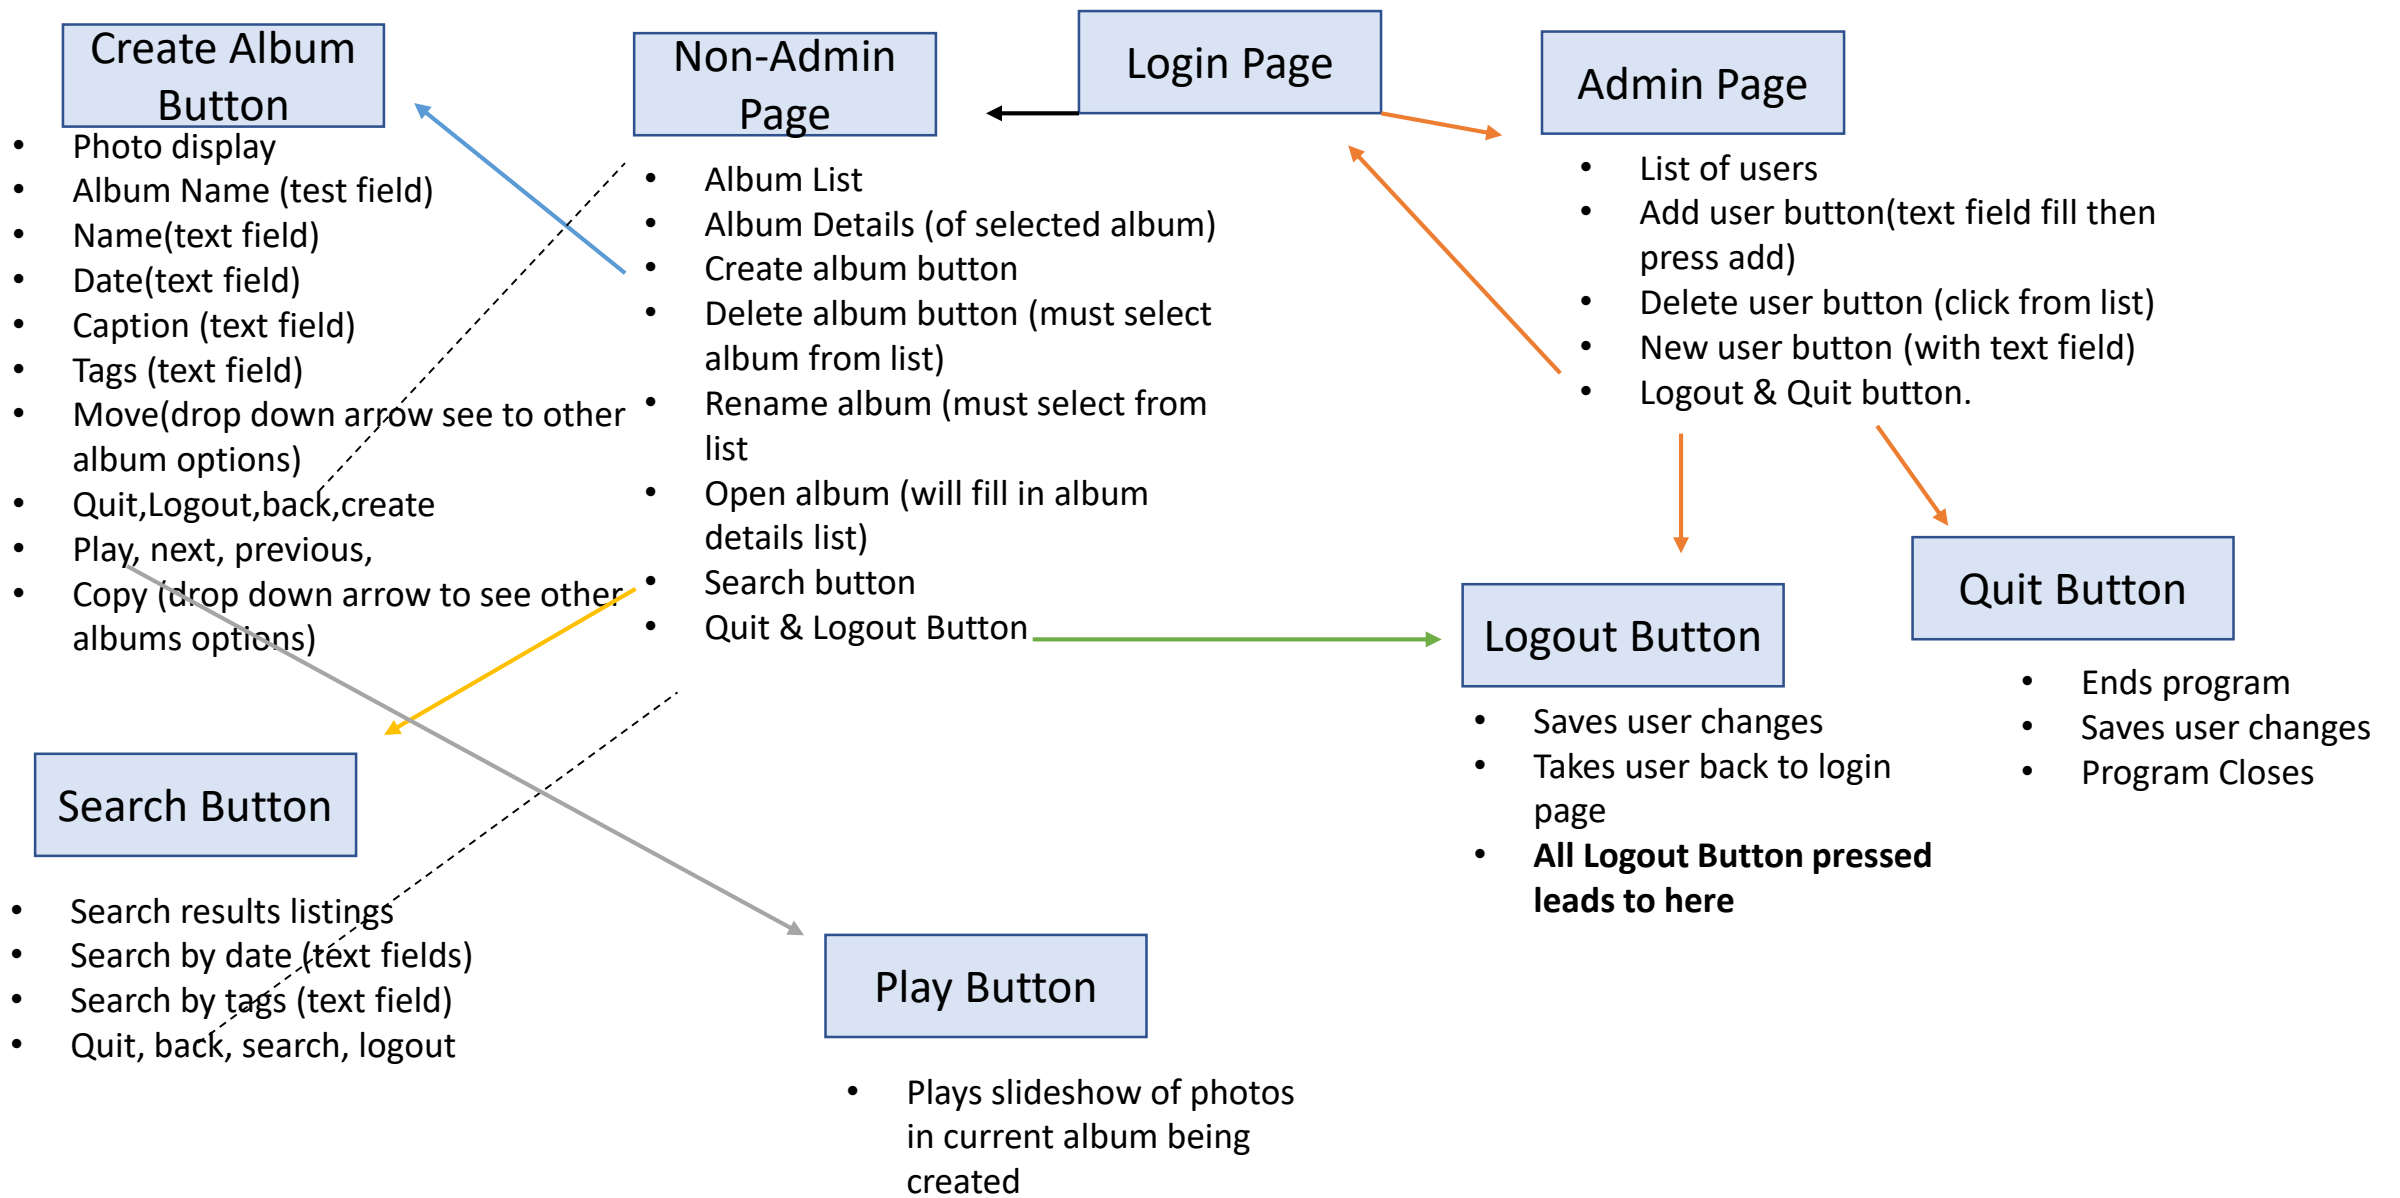 Create Album
Button
• Photo display
• Album Name (test field)
• Name(text field)
• Date(text field)
• Caption (text field)
• Tags (text field)
• Move(drop down arrow see to other
album options)
• Quit,Logout,back,create
• Play, next, previous,
• Copy (drop down arrow to see other
albums options)
Non-Admin
Page
• Album List
• Album Details (of selected album)
• Create album button
• Delete album button (must select
album from list)
• Rename album (must select from
list
• Open album (will fill in album
details list)
• Search button
• Quit & Logout Button
Login Page
Admin Page
• List of users
• Add user button(text field fill then
press add)
• Delete user button (click from list)
• New user button (with text field)
• Logout & Quit button.
Logout Button
• Saves user changes
• Takes user back to login
page
• All Logout Button pressed
leads to here
Quit Button
• Ends program
• Saves user changes
• Program Closes
Search Button
• Search results listings
• Search by date (text fields)
• Search by tags (text field)
• Quit, back, search, logout
Play Button
• Plays slideshow of photos
in current album being
created